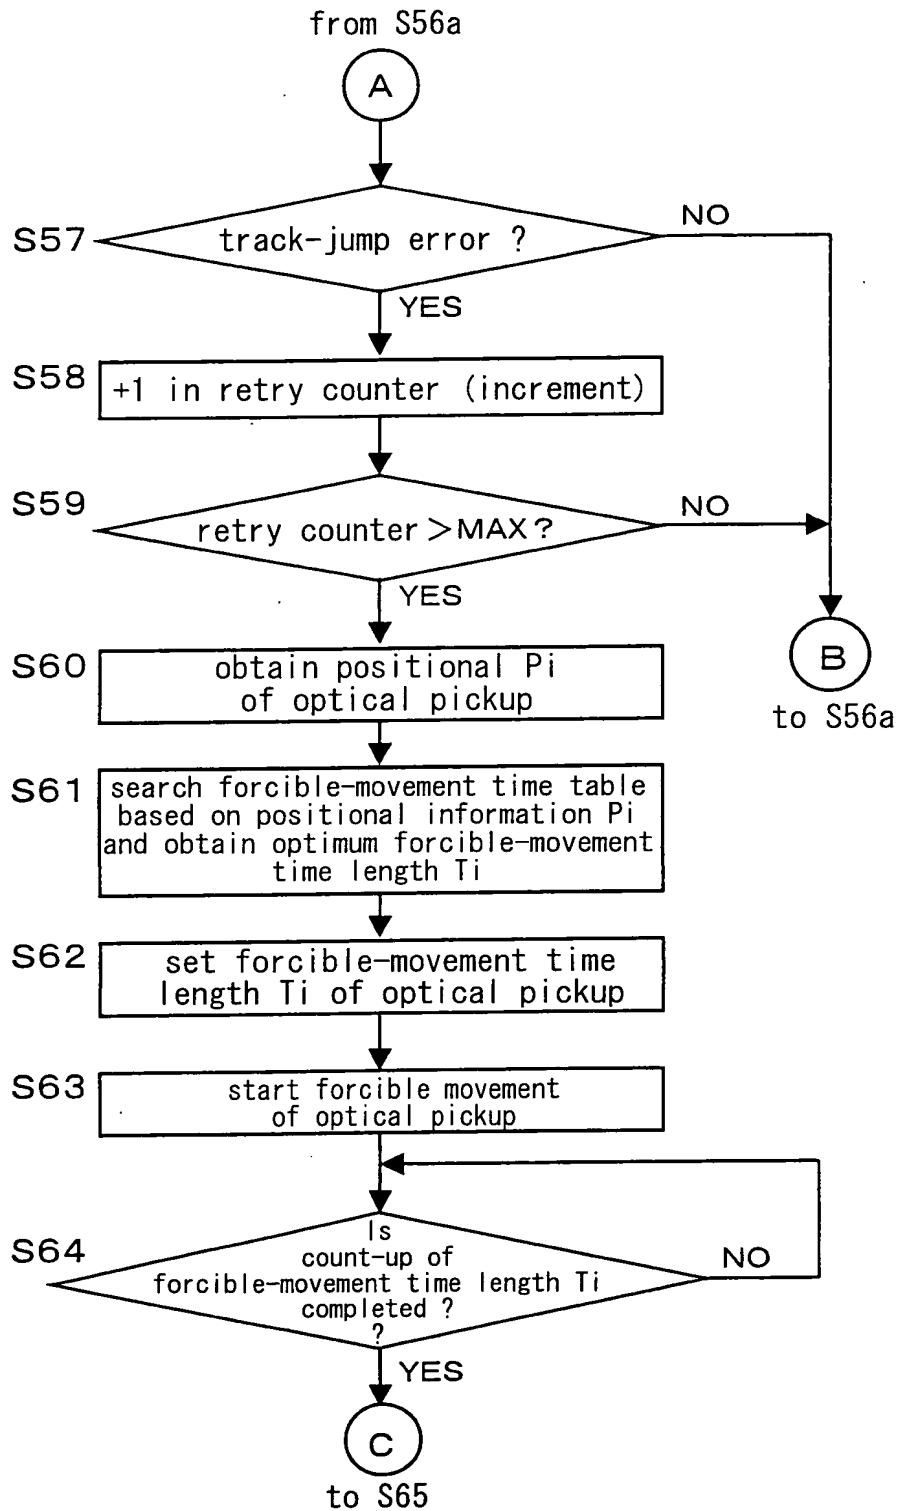 from S56a
A
S57
track-jump error ?
NO
YES
S58
+1 in retry counter (increment)
S59
retry counter >MAX?
NO
YES
S60
obtain positional Pi
of optical pickup
B
to S56a
S61
search forcible-movement time table
based on positional information Pi
and obtain optimum forcible-movement
time length Ti
S62
set forcible-movement time
length Ti of optical pickup
S63
start forcible movement
of optical pickup
S64
Is
count-up of
forcible-movement time length Ti
completed ?
?
NO
YES
C
to S65